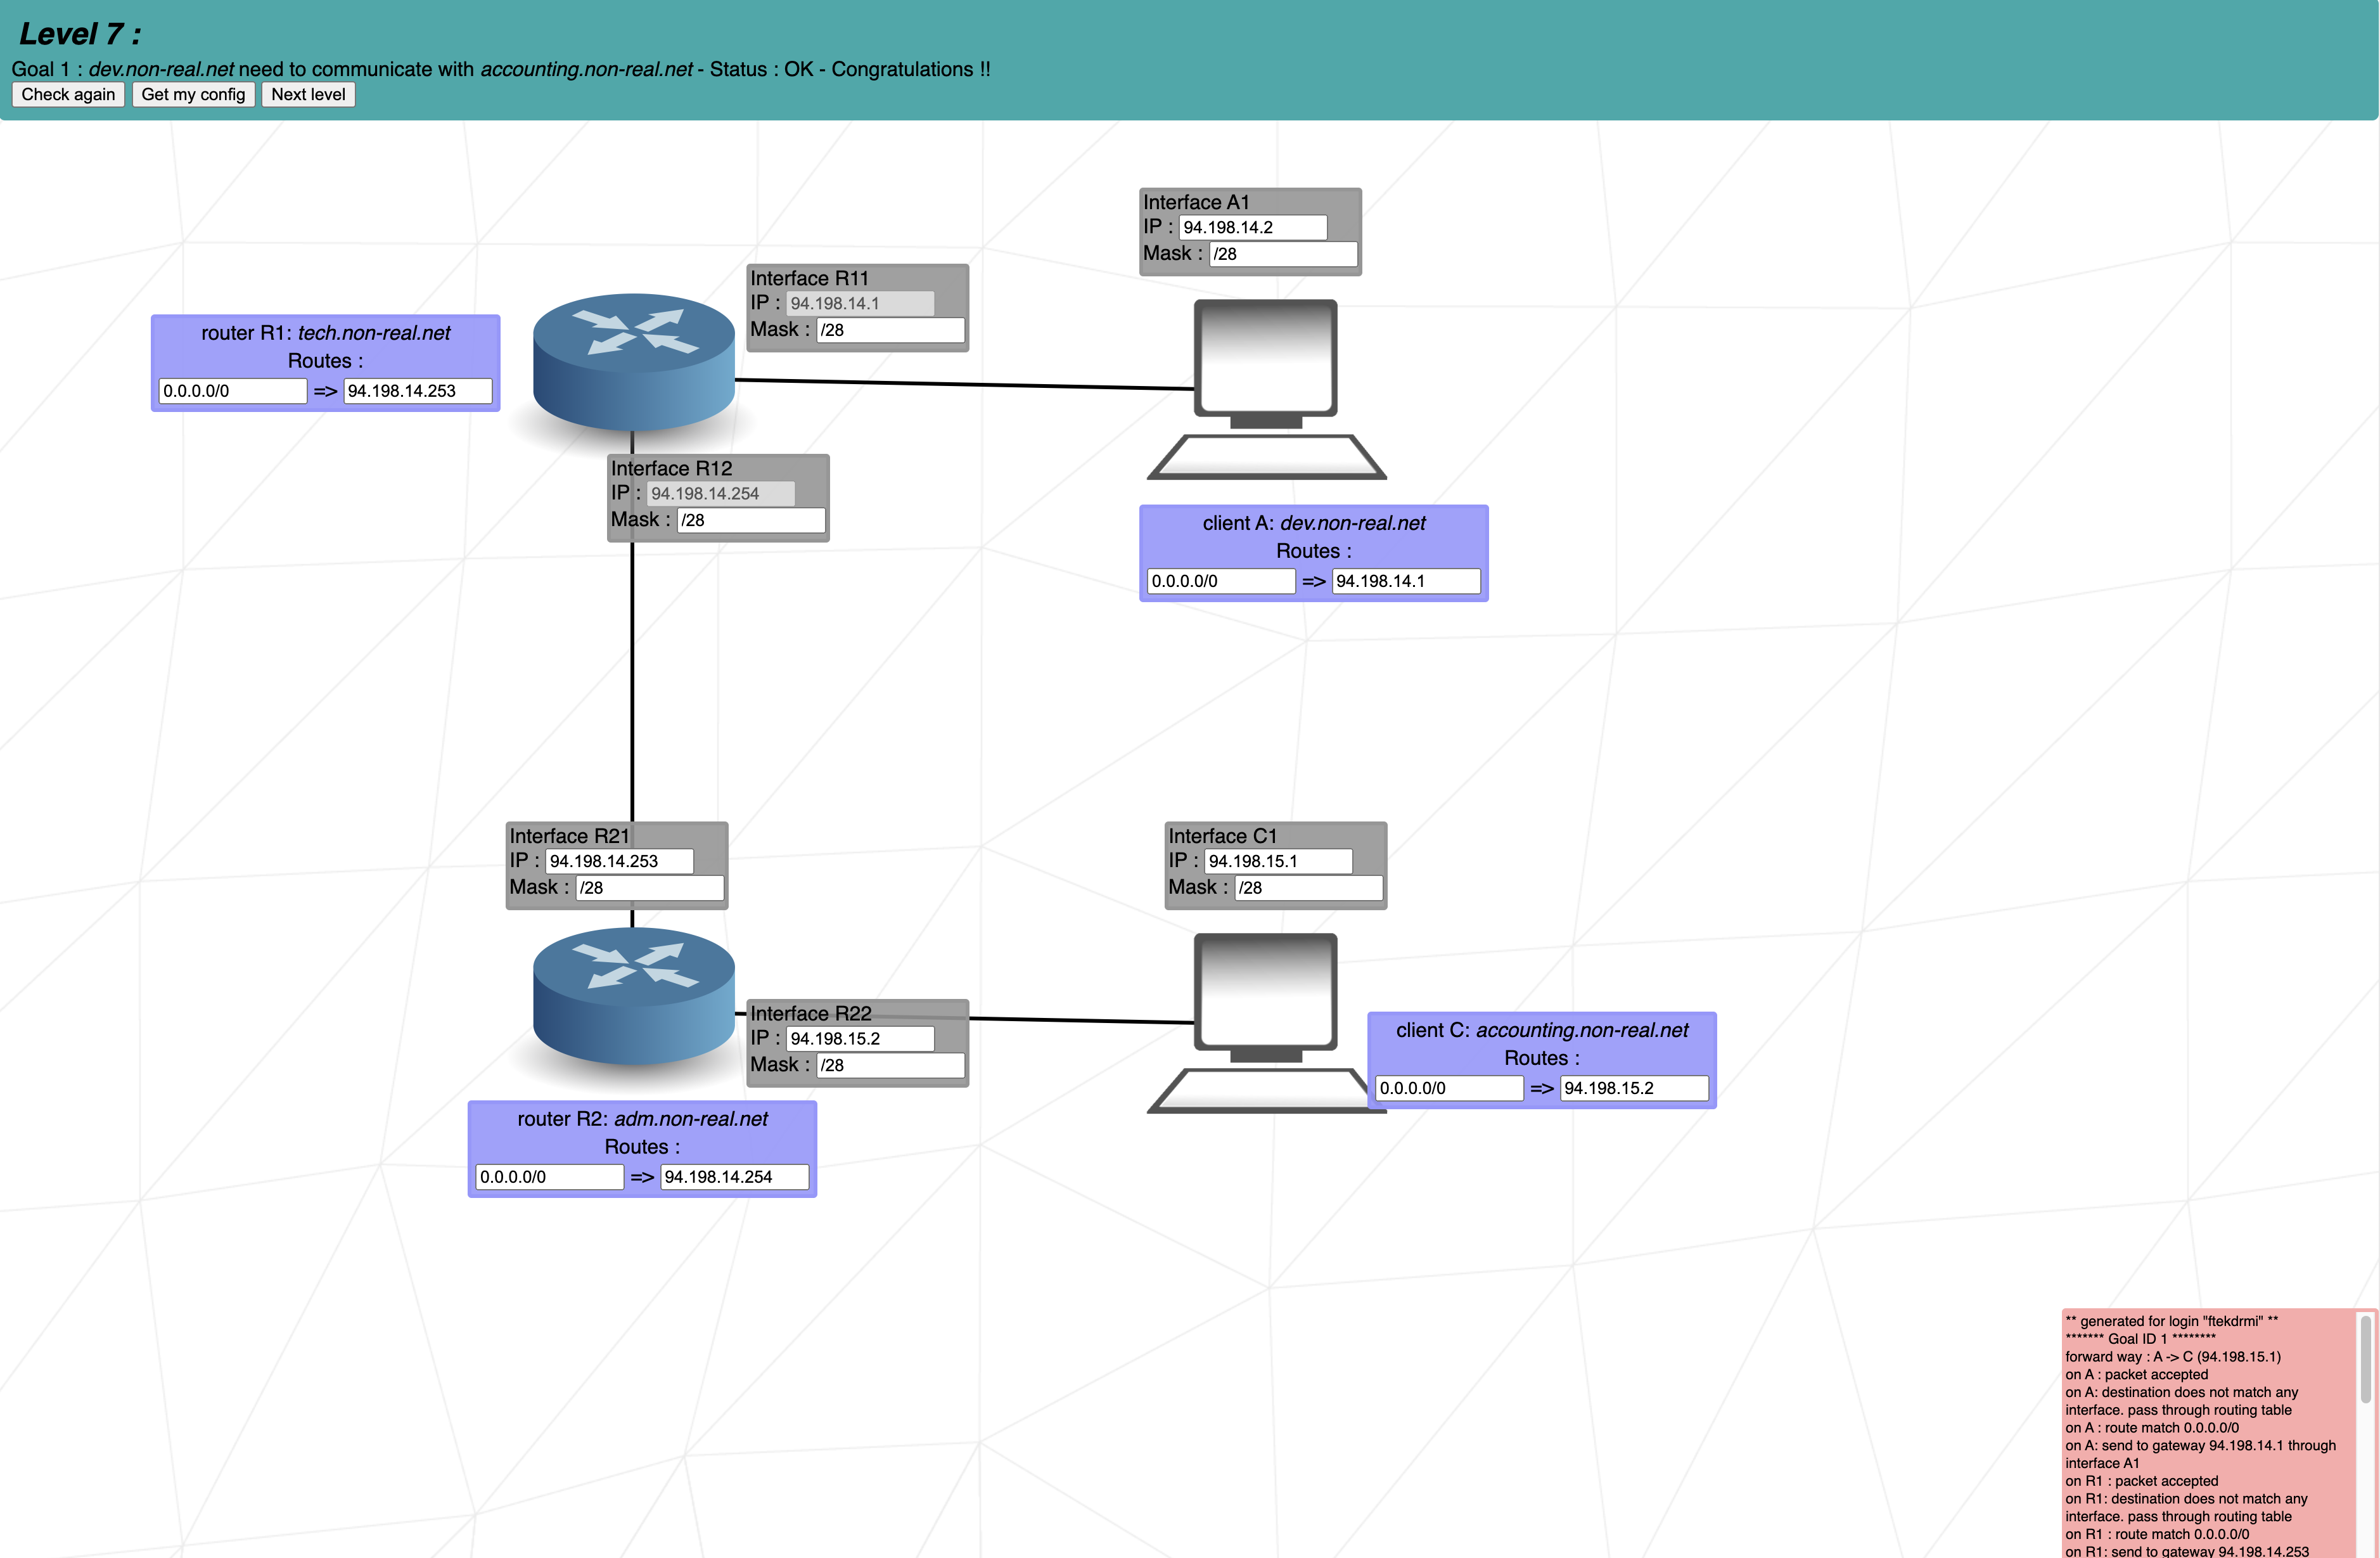 Level 7 :
Goal 1 : dev.non-real.net need to communicate with accounting.non-real.net - Status : OK - Congratulations !!
Check again Get my config Next level
Interface A1
IP : 94.198.14.2
Mask : /28
Interface R11
IP : 94.198.14.1
Mask : /28
router R1: tech.non-real.net
Routes :
0.0.0.0/0 => 94.198.14.253
Interface R12
IP : 94.198.14.254
Mask : /28
client A: dev.non-real.net
Routes :
0.0.0.0/0 => 94.198.14.1
Interface R21
IP : 94.198.14.253
Mask : /28
Interface C1
IP : 94.198.15.1
Mask : /28
Interface R22
IP : 94.198.15.2
Mask : /28
client C: accounting.non-real.net
Routes :
0.0.0.0/0 => 94.198.15.2
router R2: adm.non-real.net
Routes :
0.0.0.0/0 => 94.198.14.254
** generated for login "ftekdrmi" **
******* Goal ID 1 ********
forward way : A -> C (94.198.15.1)
on A : packet accepted
on A: destination does not match any
interface. pass through routing table
on A : route match 0.0.0.0/0
on A: send to gateway 94.198.14.1 through
interface A1
on R1 : packet accepted
on R1: destination does not match any
interface. pass through routing table
on R1 : route match 0.0.0.0/0
on R1: send to gateway 94.198.14.253